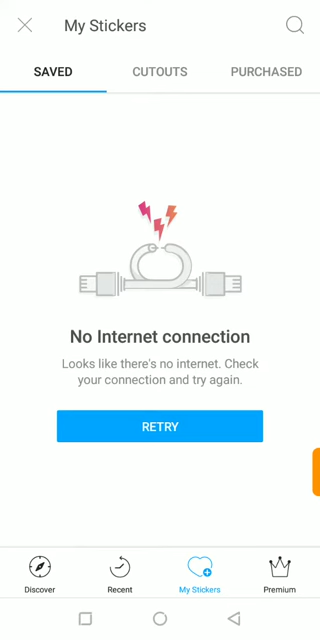 My Stickers
SAVED
CUTOUTS
PURCHASED
No Internet connection
Looks like there's no internet. Check
your connection and try again.
RETRY
Discover
Recent
My Stickers
Premium